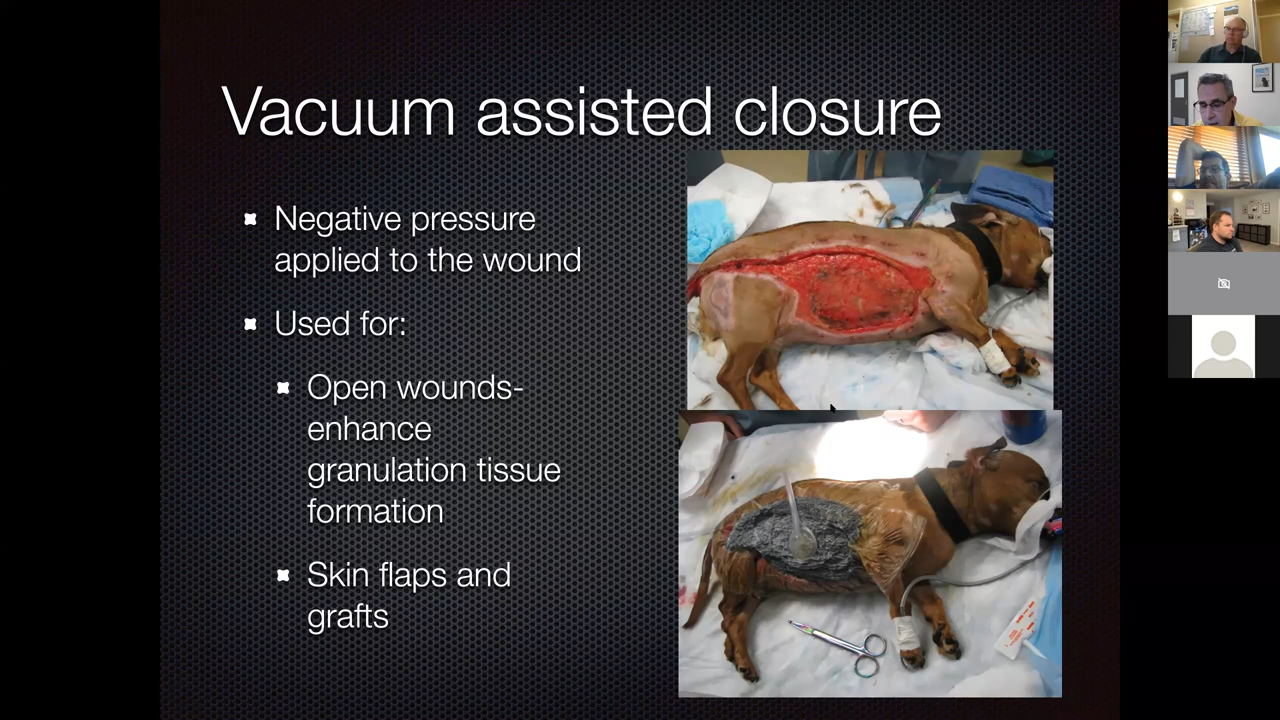 Vacuum assisted closure
Negative pressure
applied to the wound
Used for:
Open wounds-
enhance
granulation tissue
formation
Skin flaps and
grafts